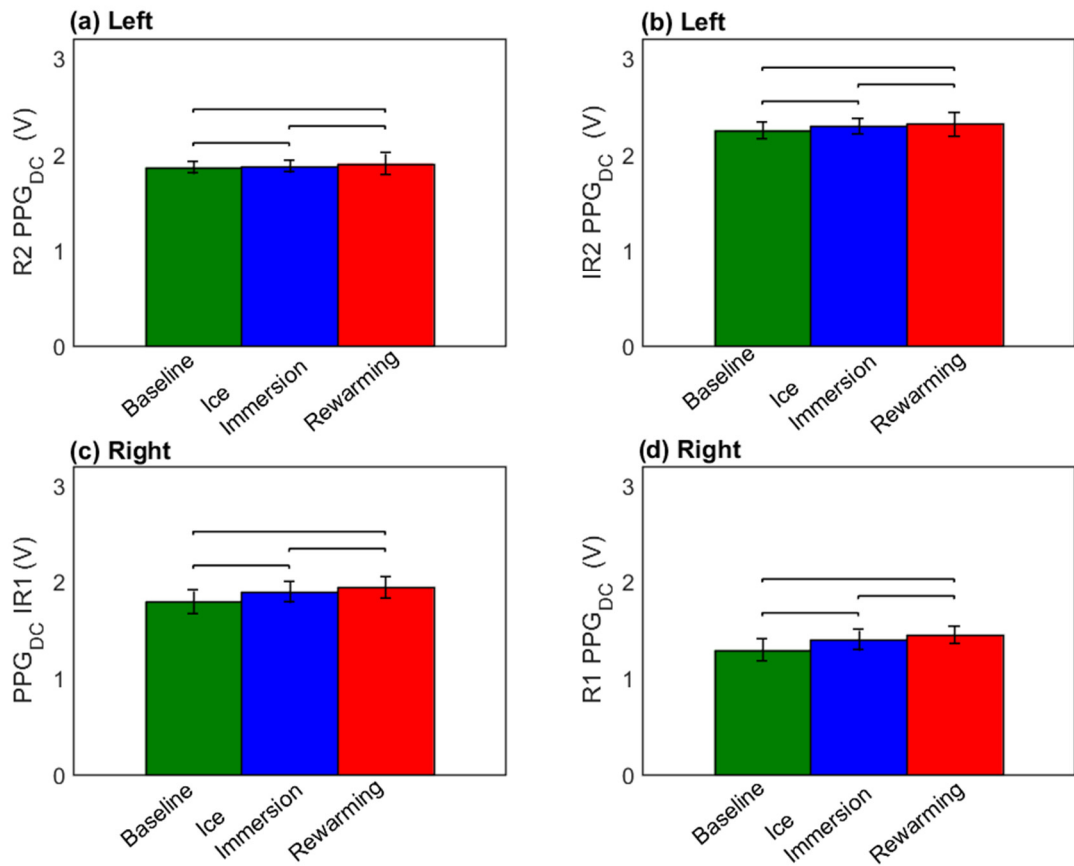 (a) Left
R2 PPG_DC (V)
3
2
1
0
Baseline
Ice
Immersion
Rewarming
(b) Left
IR2 PPG_DC (V)
3
2
1
0
Baseline
Ice
Immersion
Rewarming
(c) Right
PPG_DC IR1 (V)
3
2
1
0
Baseline
Ice
Immersion
Rewarming
(d) Right
R1 PPG_DC (V)
3
2
1
0
Baseline
Ice
Immersion
Rewarming